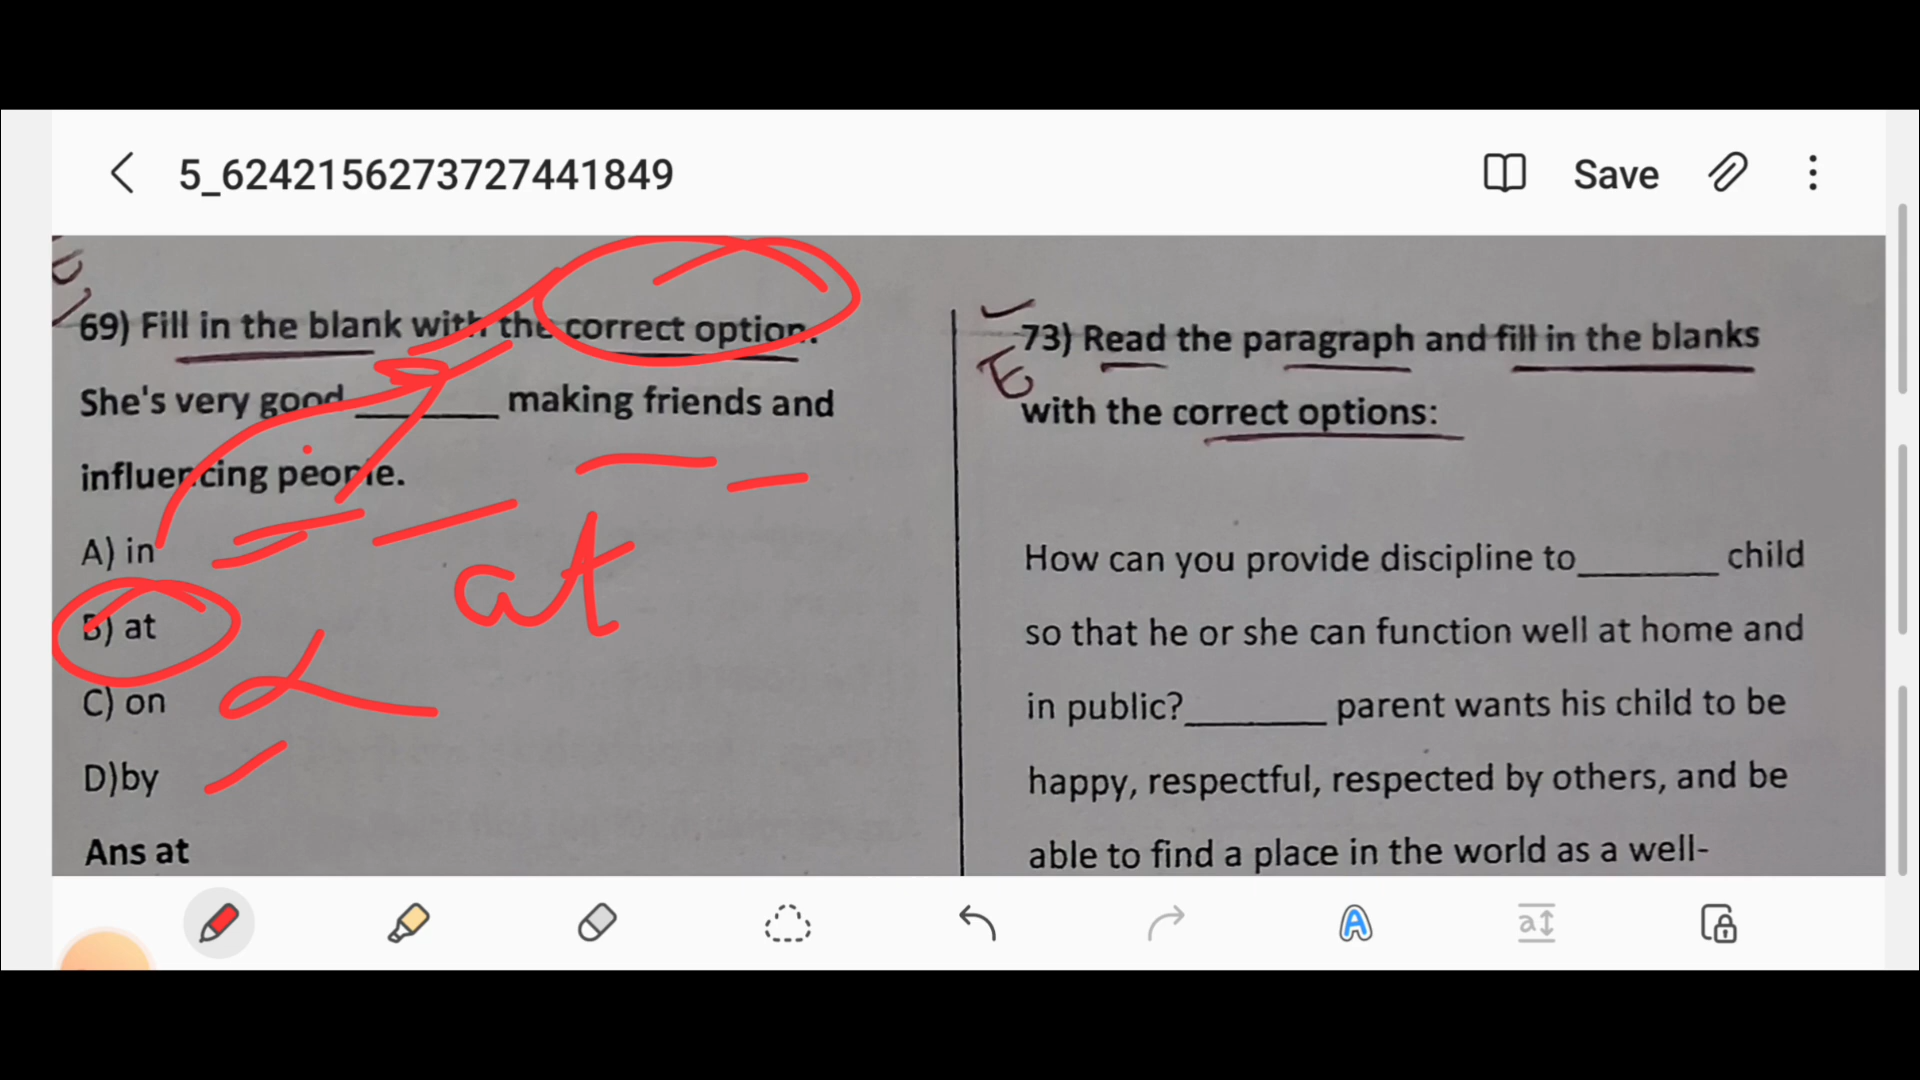 5_6242156273727441849
Save
69) Fill in the blank with the correct option.
She's very good ________ making friends and
influencing people.
A) in
at
B) at
C) on
D)by
Ans at
73) Read the paragraph and fill in the blanks
E
with the correct options:
How can you provide discipline to________ child
so that he or she can function well at home and
in public?________ parent wants his child to be
happy, respectful, respected by others, and be
able to find a place in the world as a well-